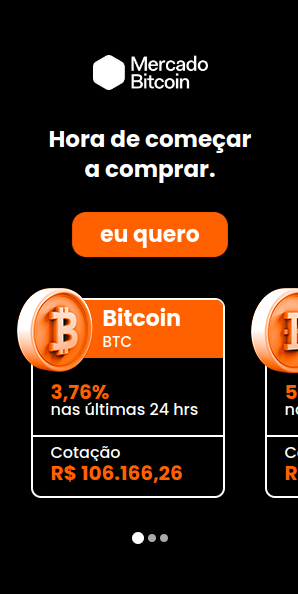 Mercado
Bitcoin
Hora de começar
a comprar.
eu quero
Bitcoin
BTC
3,76%
nas últimas 24 hrs
Cotação
R$ 106.166,26